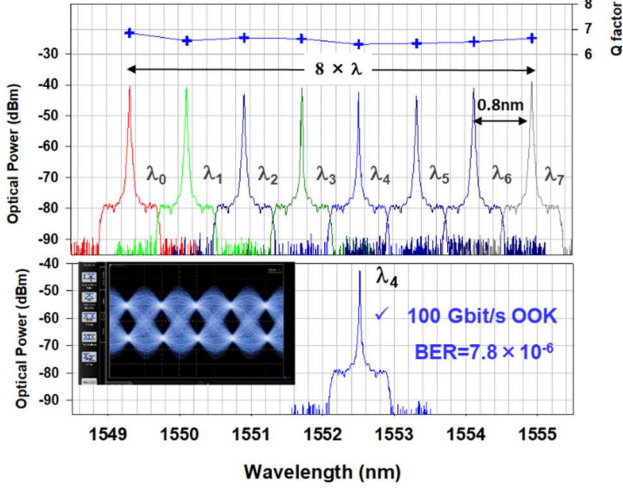 8
7
6
Q factor
-30
-40
-50
-60
-70
-80
-90
Optical Power (dBm)
8 × λ
0.8nm
λ0 λ1 λ2 λ3 λ4 λ5 λ6 λ7
-40
-50
-60
-70
-80
-90
Optical Power (dBm)
λ4
✓ 100 Gbit/s OOK
BER=7.8 × 10⁻⁶
1549 1550 1551 1552 1553 1554 1555
Wavelength (nm)